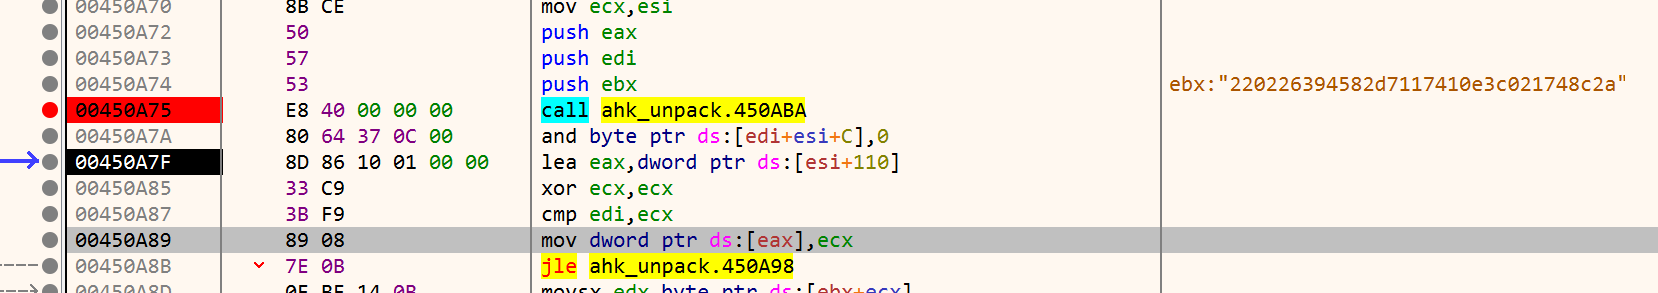 00450A70 8B CE mov ecx,esi
00450A72 50 push eax
00450A73 57 push edi
00450A74 53 push ebx ebx:"220226394582d7117410e3c021748c2a"
00450A75 E8 40 00 00 00 call ahk_unpack.450ABA
00450A7A 80 64 37 0C 00 and byte ptr ds:[edi+esi+C],0
00450A7F 8D 86 10 01 00 00 lea eax,dword ptr ds:[esi+110]
00450A85 33 C9 xor ecx,ecx
00450A87 3B F9 cmp edi,ecx
00450A89 89 08 mov dword ptr ds:[eax],ecx
00450A8B 7E 0B jle ahk_unpack.450A98
00450A8D 0F BE 14 0B movsx edx,byte ptr ds:[ebx+ecx]